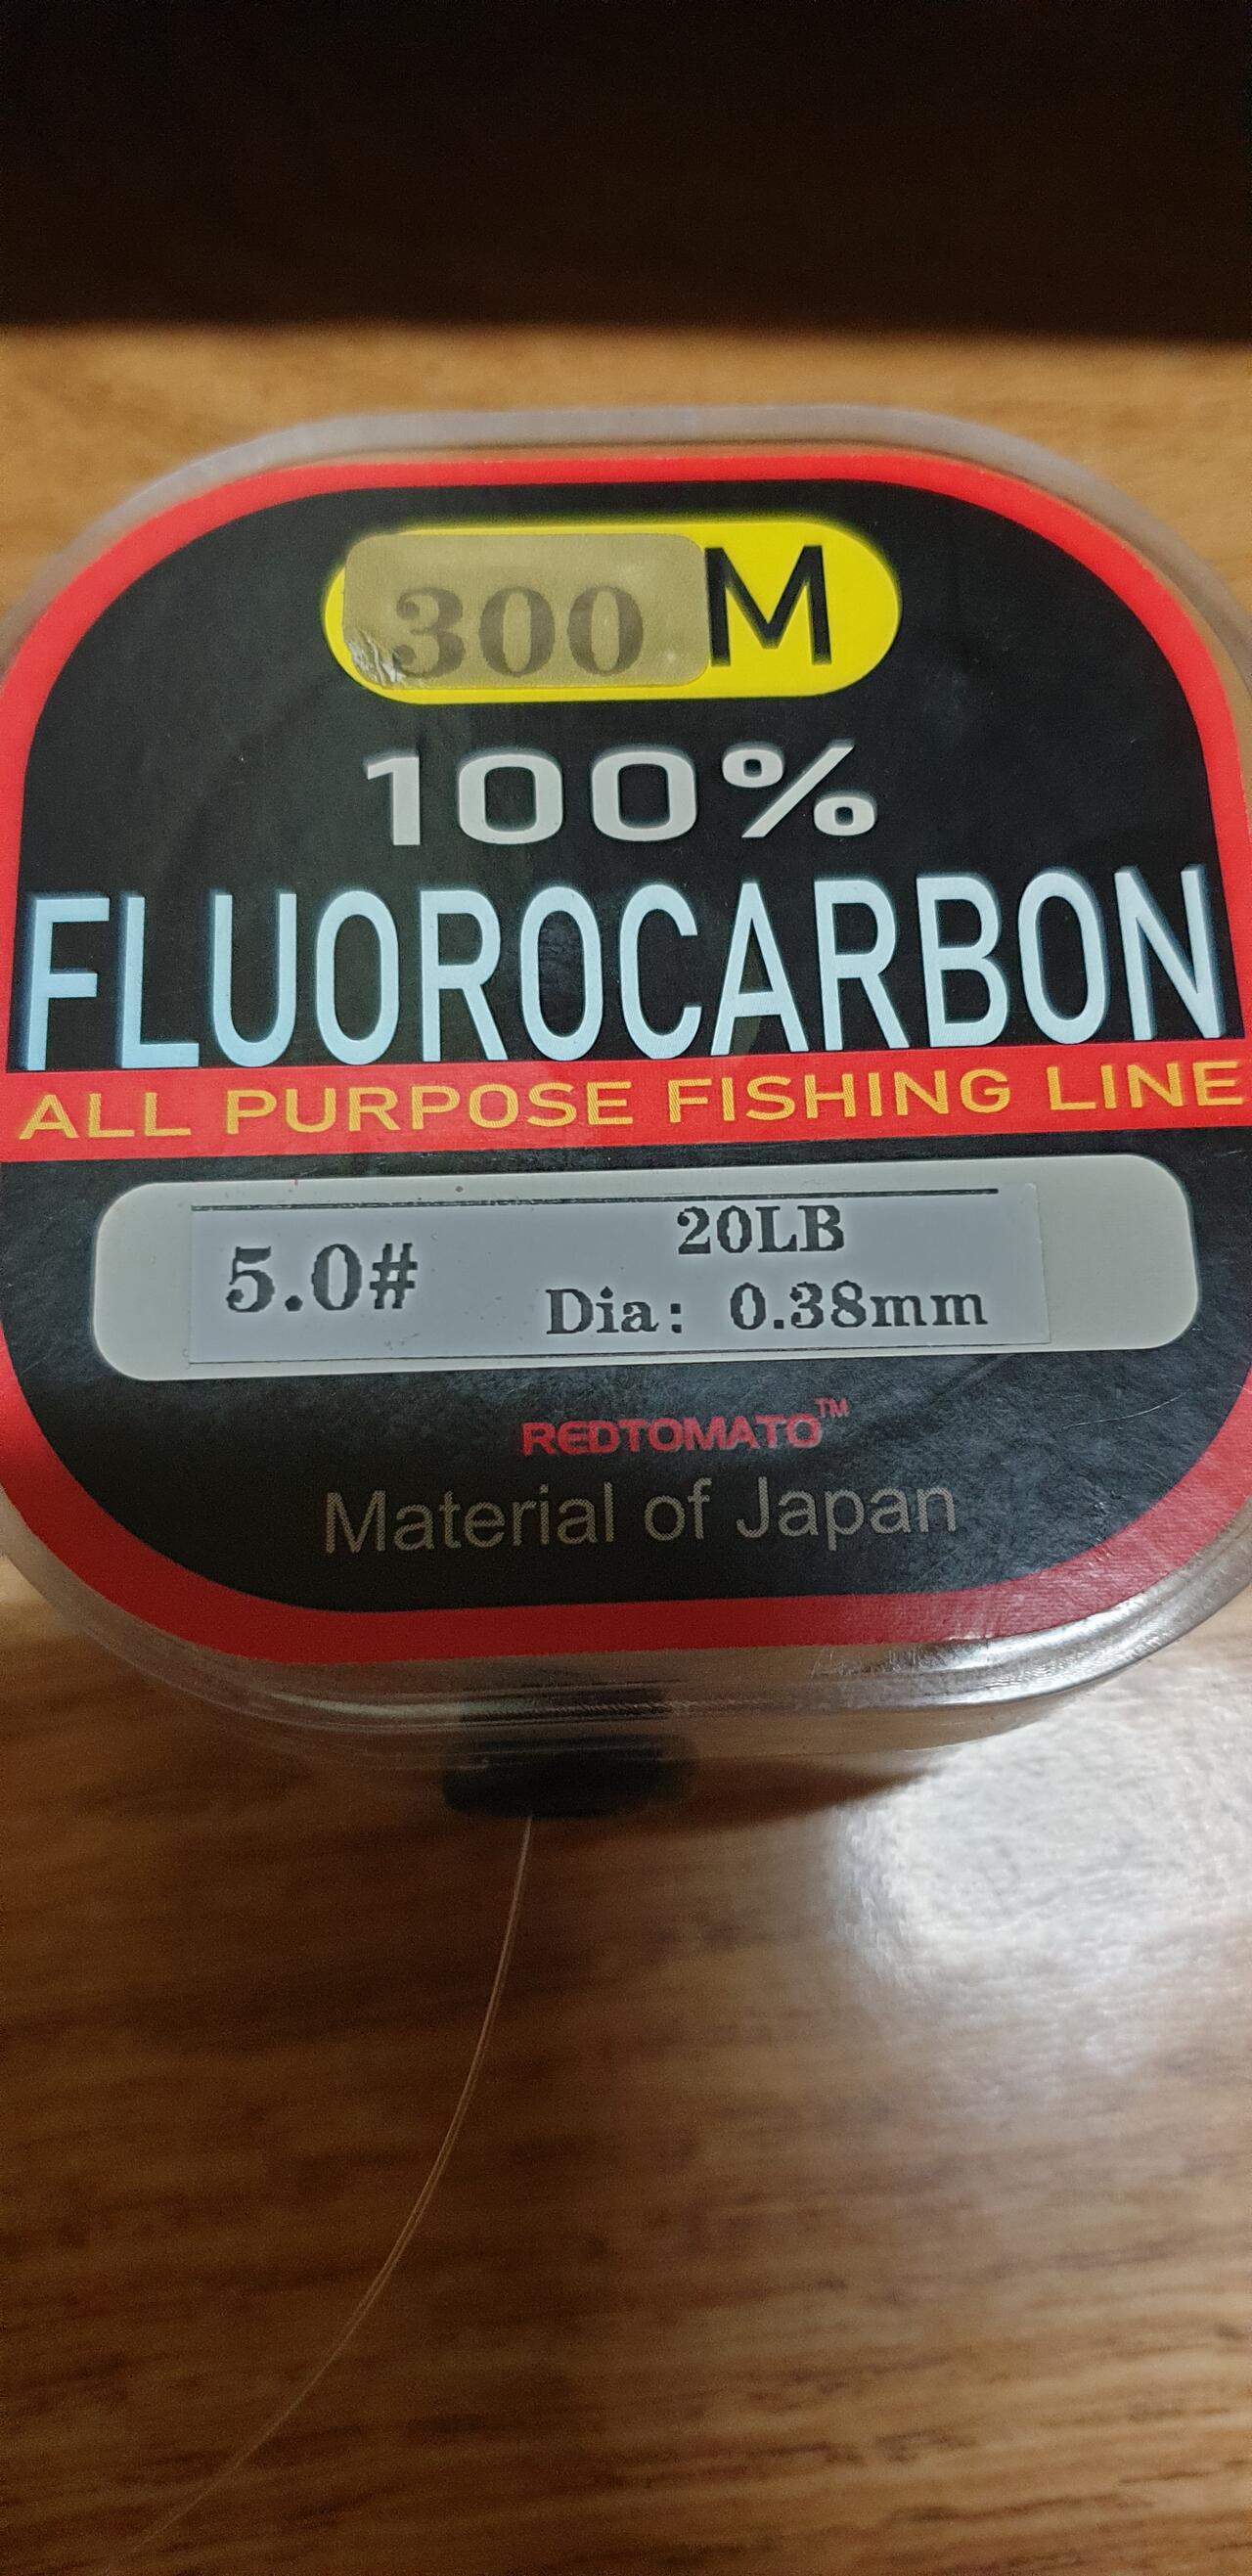 300 M
100%
FLUOROCARBON
ALL PURPOSE FISHING LINE
5.0#
20LB
Dia: 0.38mm
REDTOMATO™
Material of Japan